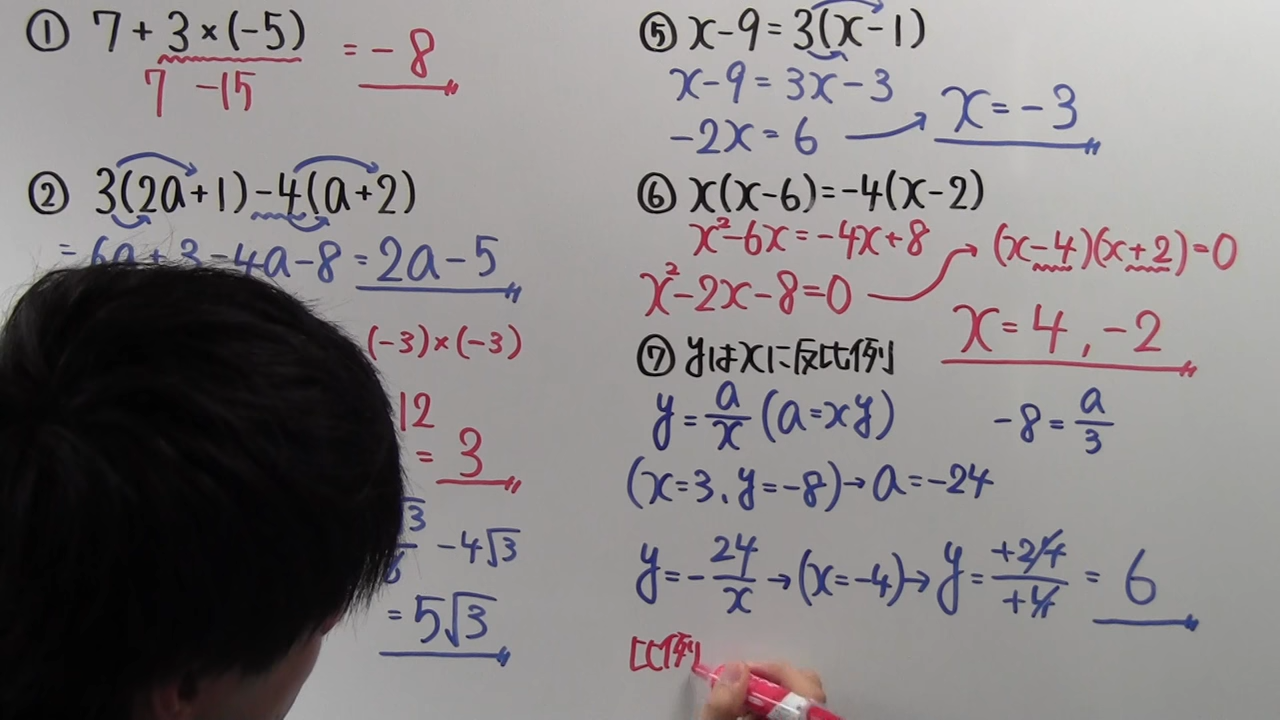 ① 7 + 3 × (-5) = -8
7 -15
② 3(2a+1) - 4(a+2)
= 6a + 3 - 4a - 8 = 2a - 5
(-3)×(-3)
12
= 3
√3 - 4√3
= 5√3
⑤ x - 9 = 3(x - 1)
x - 9 = 3x - 3
-2x = 6 → x = -3
⑥ x(x-6) = -4(x-2)
x² - 6x = -4x + 8
x² - 2x - 8 = 0 → (x-4)(x+2) = 0
x = 4, -2
⑦ yはxに反比例
y = a/x (a = xy) -8 = a/3
(x=3、y=-8) → a = -24
y = -24/x → (x=-4) → y = +24/+4 = 6
比例